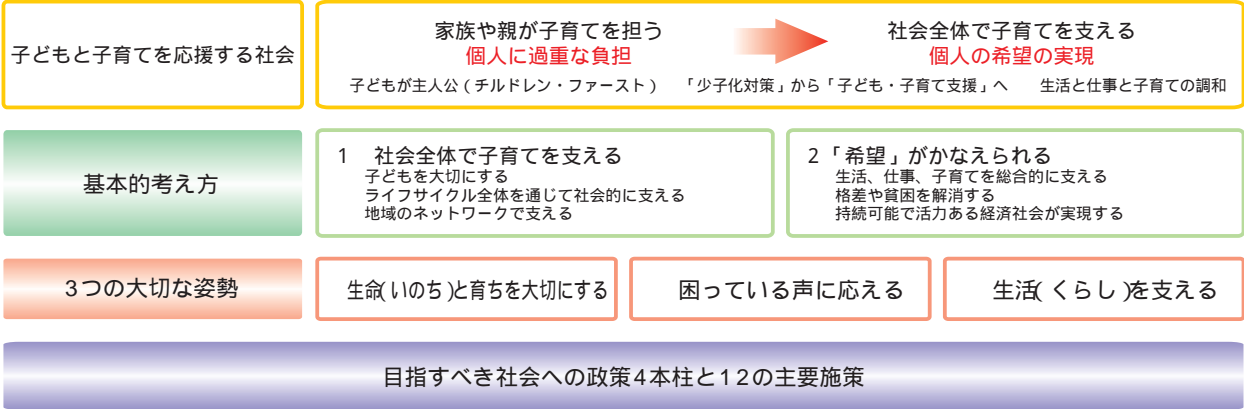 子どもと子育てを応援する社会
家族や親が子育てを担う
個人に過重な負担
社会全体で子育てを支える
個人の希望の実現
子どもが主人公(チルドレン・ファースト) 「少子化対策」から「子ども・子育て支援」へ 生活と仕事と子育ての調和
基本的考え方
1 社会全体で子育てを支える
子どもを大切にする
ライフサイクル全体を通じて社会的に支える
地域のネットワークで支える
2「希望」がかなえられる
生活、仕事、子育てを総合的に支える
格差や貧困を解消する
持続可能で活力ある経済社会が実現する
3つの大切な姿勢
生命(いのち)と育ちを大切にする
困っている声に応える
生活(くらし)を支える
目指すべき社会への政策4本柱と12の主要施策